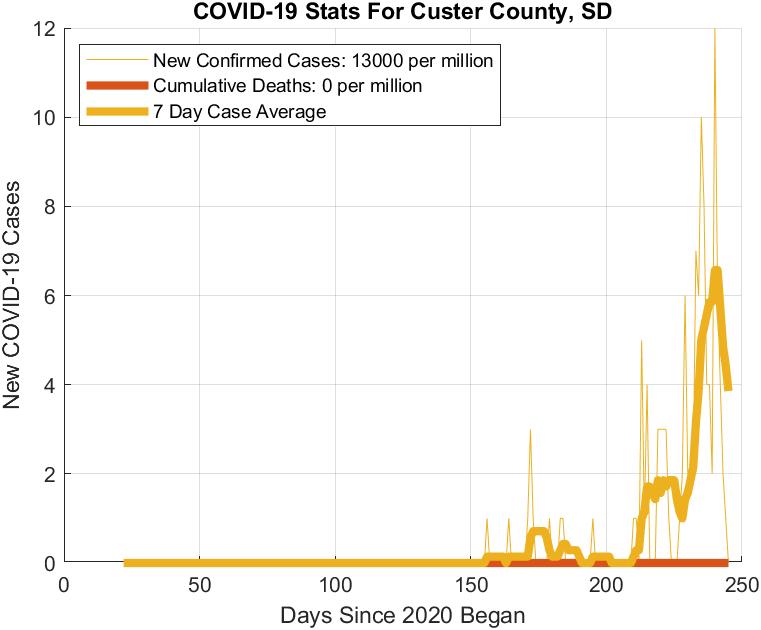 COVID-19 Stats For Custer County, SD
12
New Confirmed Cases: 13000 per million
Cumulative Deaths: 0 per million
7 Day Case Average
10
8
6
4
2
0
New COVID-19 Cases
0 50 100 150 200 250
Days Since 2020 Began